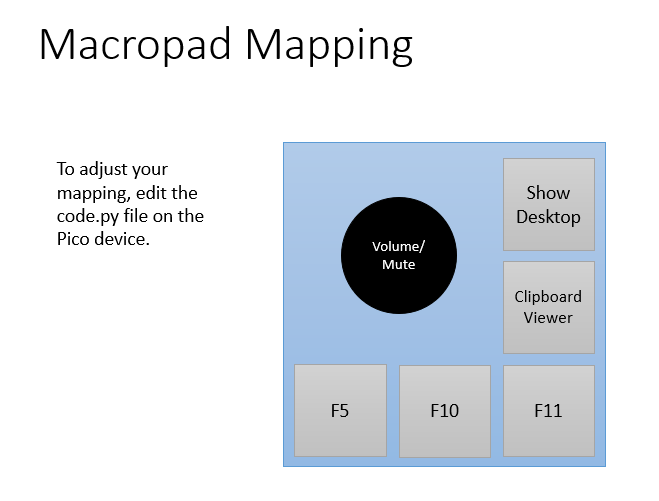 Macropad Mapping
To adjust your
mapping, edit the
code.py file on the
Pico device.
Volume/
Mute
Show
Desktop
Clipboard
Viewer
F5
F10
F11